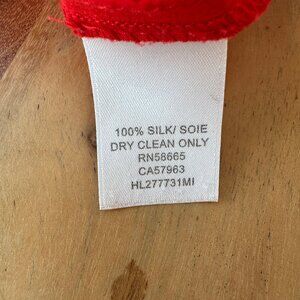 100% SILK/ SOIE
DRY CLEAN ONLY
RN58665
CA57963
HL277731MI